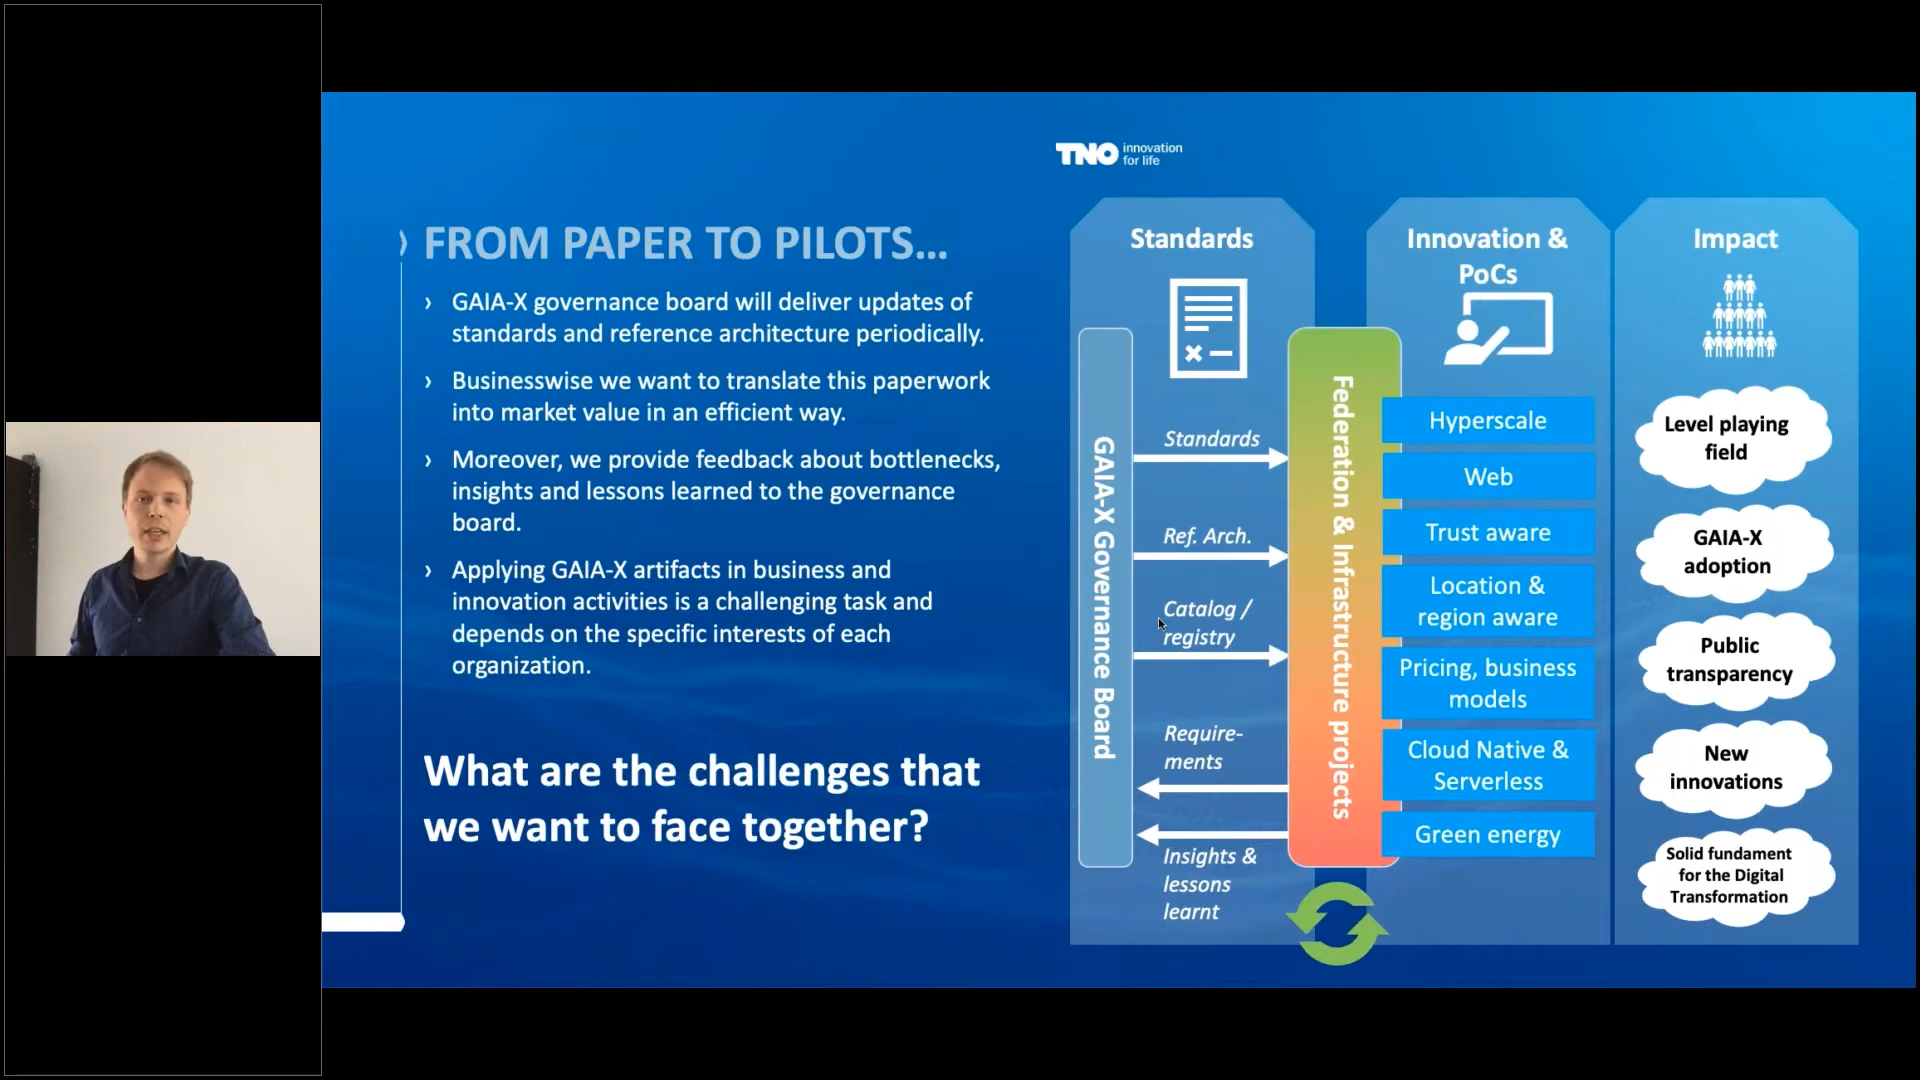 TNO innovation
for life
› FROM PAPER TO PILOTS...
› GAIA-X governance board will deliver updates of
standards and reference architecture periodically.
› Businesswise we want to translate this paperwork
into market value in an efficient way.
› Moreover, we provide feedback about bottlenecks,
insights and lessons learned to the governance
board.
› Applying GAIA-X artifacts in business and
innovation activities is a challenging task and
depends on the specific interests of each
organization.
What are the challenges that
we want to face together?
Standards
GAIA-X Governance Board
Standards
Ref. Arch.
Catalog /
registry
Require-
ments
Insights &
lessons
learnt
Federation & Infrastructure projects
Innovation &
PoCs
Hyperscale
Web
Trust aware
Location &
region aware
Pricing, business
models
Cloud Native &
Serverless
Green energy
Impact
Level playing
field
GAIA-X
adoption
Public
transparency
New
innovations
Solid fundament
for the Digital
Transformation